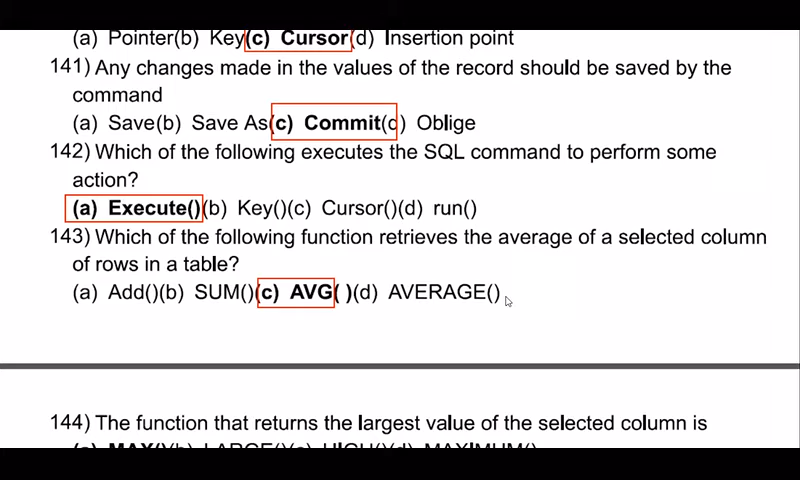 (a) Pointer(b) Key(c) Cursor(d) Insertion point
141) Any changes made in the values of the record should be saved by the
command
(a) Save(b) Save As(c) Commit(d) Oblige
142) Which of the following executes the SQL command to perform some
action?
(a) Execute()(b) Key()(c) Cursor()(d) run()
143) Which of the following function retrieves the average of a selected column
of rows in a table?
(a) Add()(b) SUM()(c) AVG( )(d) AVERAGE()
144) The function that returns the largest value of the selected column is
(a) MAX()(b) LARGE()(c) HIGH()(d) MAXIMUM()